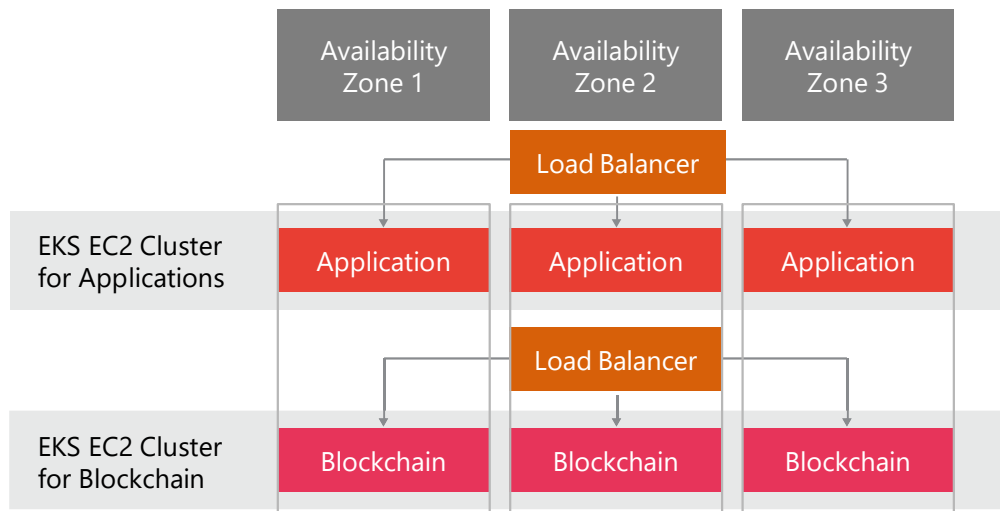 Availability
Zone 1
Availability
Zone 2
Availability
Zone 3
Load Balancer
EKS EC2 Cluster
for Applications
Application
Application
Application
Load Balancer
EKS EC2 Cluster
for Blockchain
Blockchain
Blockchain
Blockchain